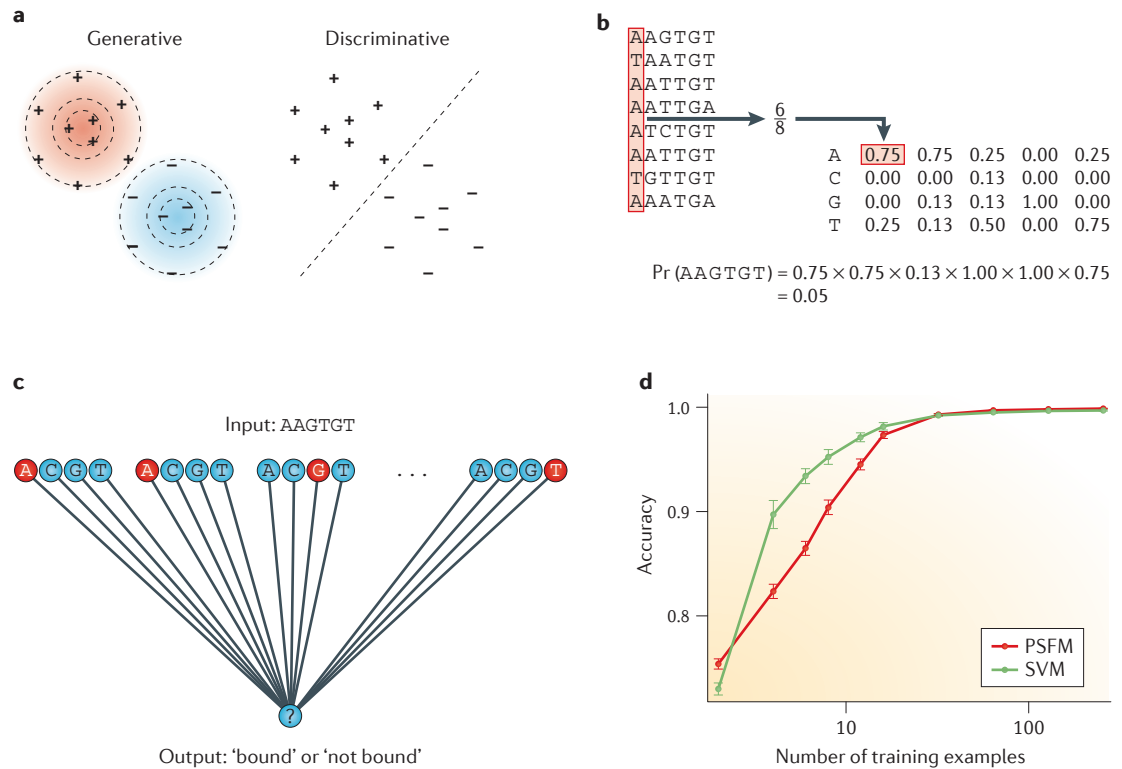 a
Generative Discriminative
b
AAGTGT
TAATGT
AATTGT
AATTGA
ATCTGT
AATTGT
TGTTGT
AAATGA
6
8
A 0.75 0.75 0.25 0.00 0.25
C 0.00 0.00 0.13 0.00 0.00
G 0.00 0.13 0.13 1.00 0.00
T 0.25 0.13 0.50 0.00 0.75
Pr (AAGTGT) = 0.75 × 0.75 × 0.13 × 1.00 × 1.00 × 0.75
= 0.05
c
Input: AAGTGT
A C G T A C G T A C G T . . . A C G T
?
Output: ‘bound’ or ‘not bound’
d
Accuracy
1.0
0.9
0.8
PSFM
SVM
10 100
Number of training examples